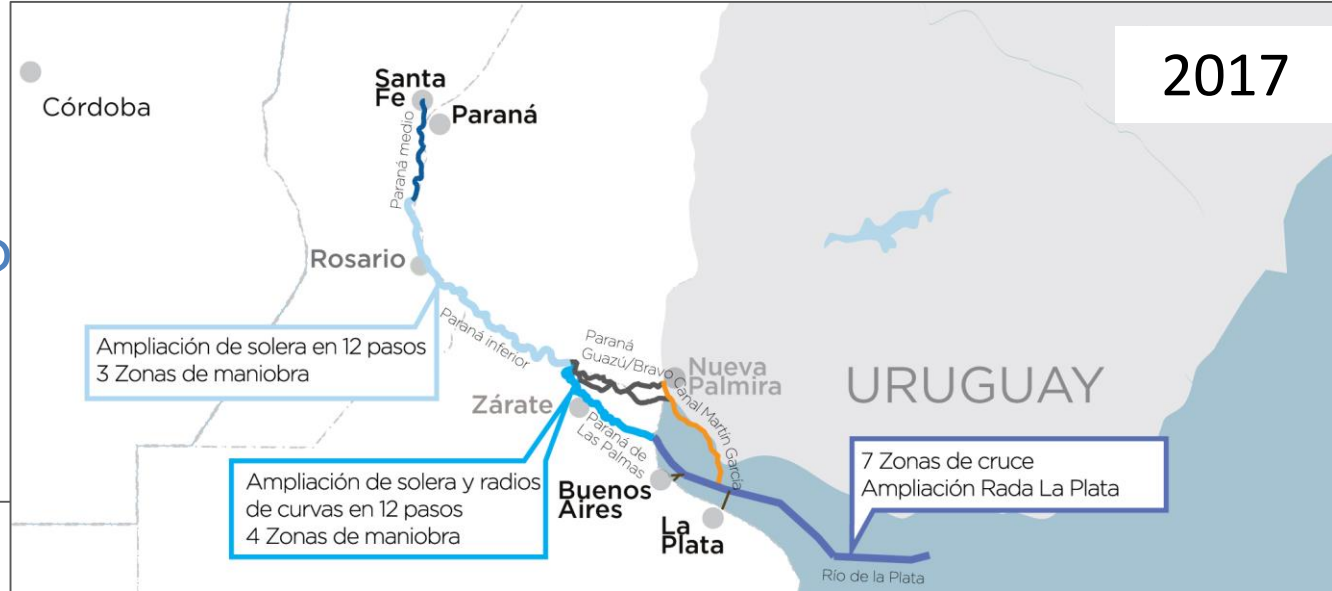 2017
Córdoba
Santa
Fe
Paraná
Paraná medio
Rosario
Ampliación de solera en 12 pasos
3 Zonas de maniobra
Paraná inferior
Paraná
Guazú/Bravo
Nueva
Palmira
Canal Martín García
URUGUAY
Zárate
Paraná de
Las Palmas
Ampliación de solera y radios
de curvas en 12 pasos
4 Zonas de maniobra
Buenos
Aires
La
Plata
7 Zonas de cruce
Ampliación Rada La Plata
Río de la Plata